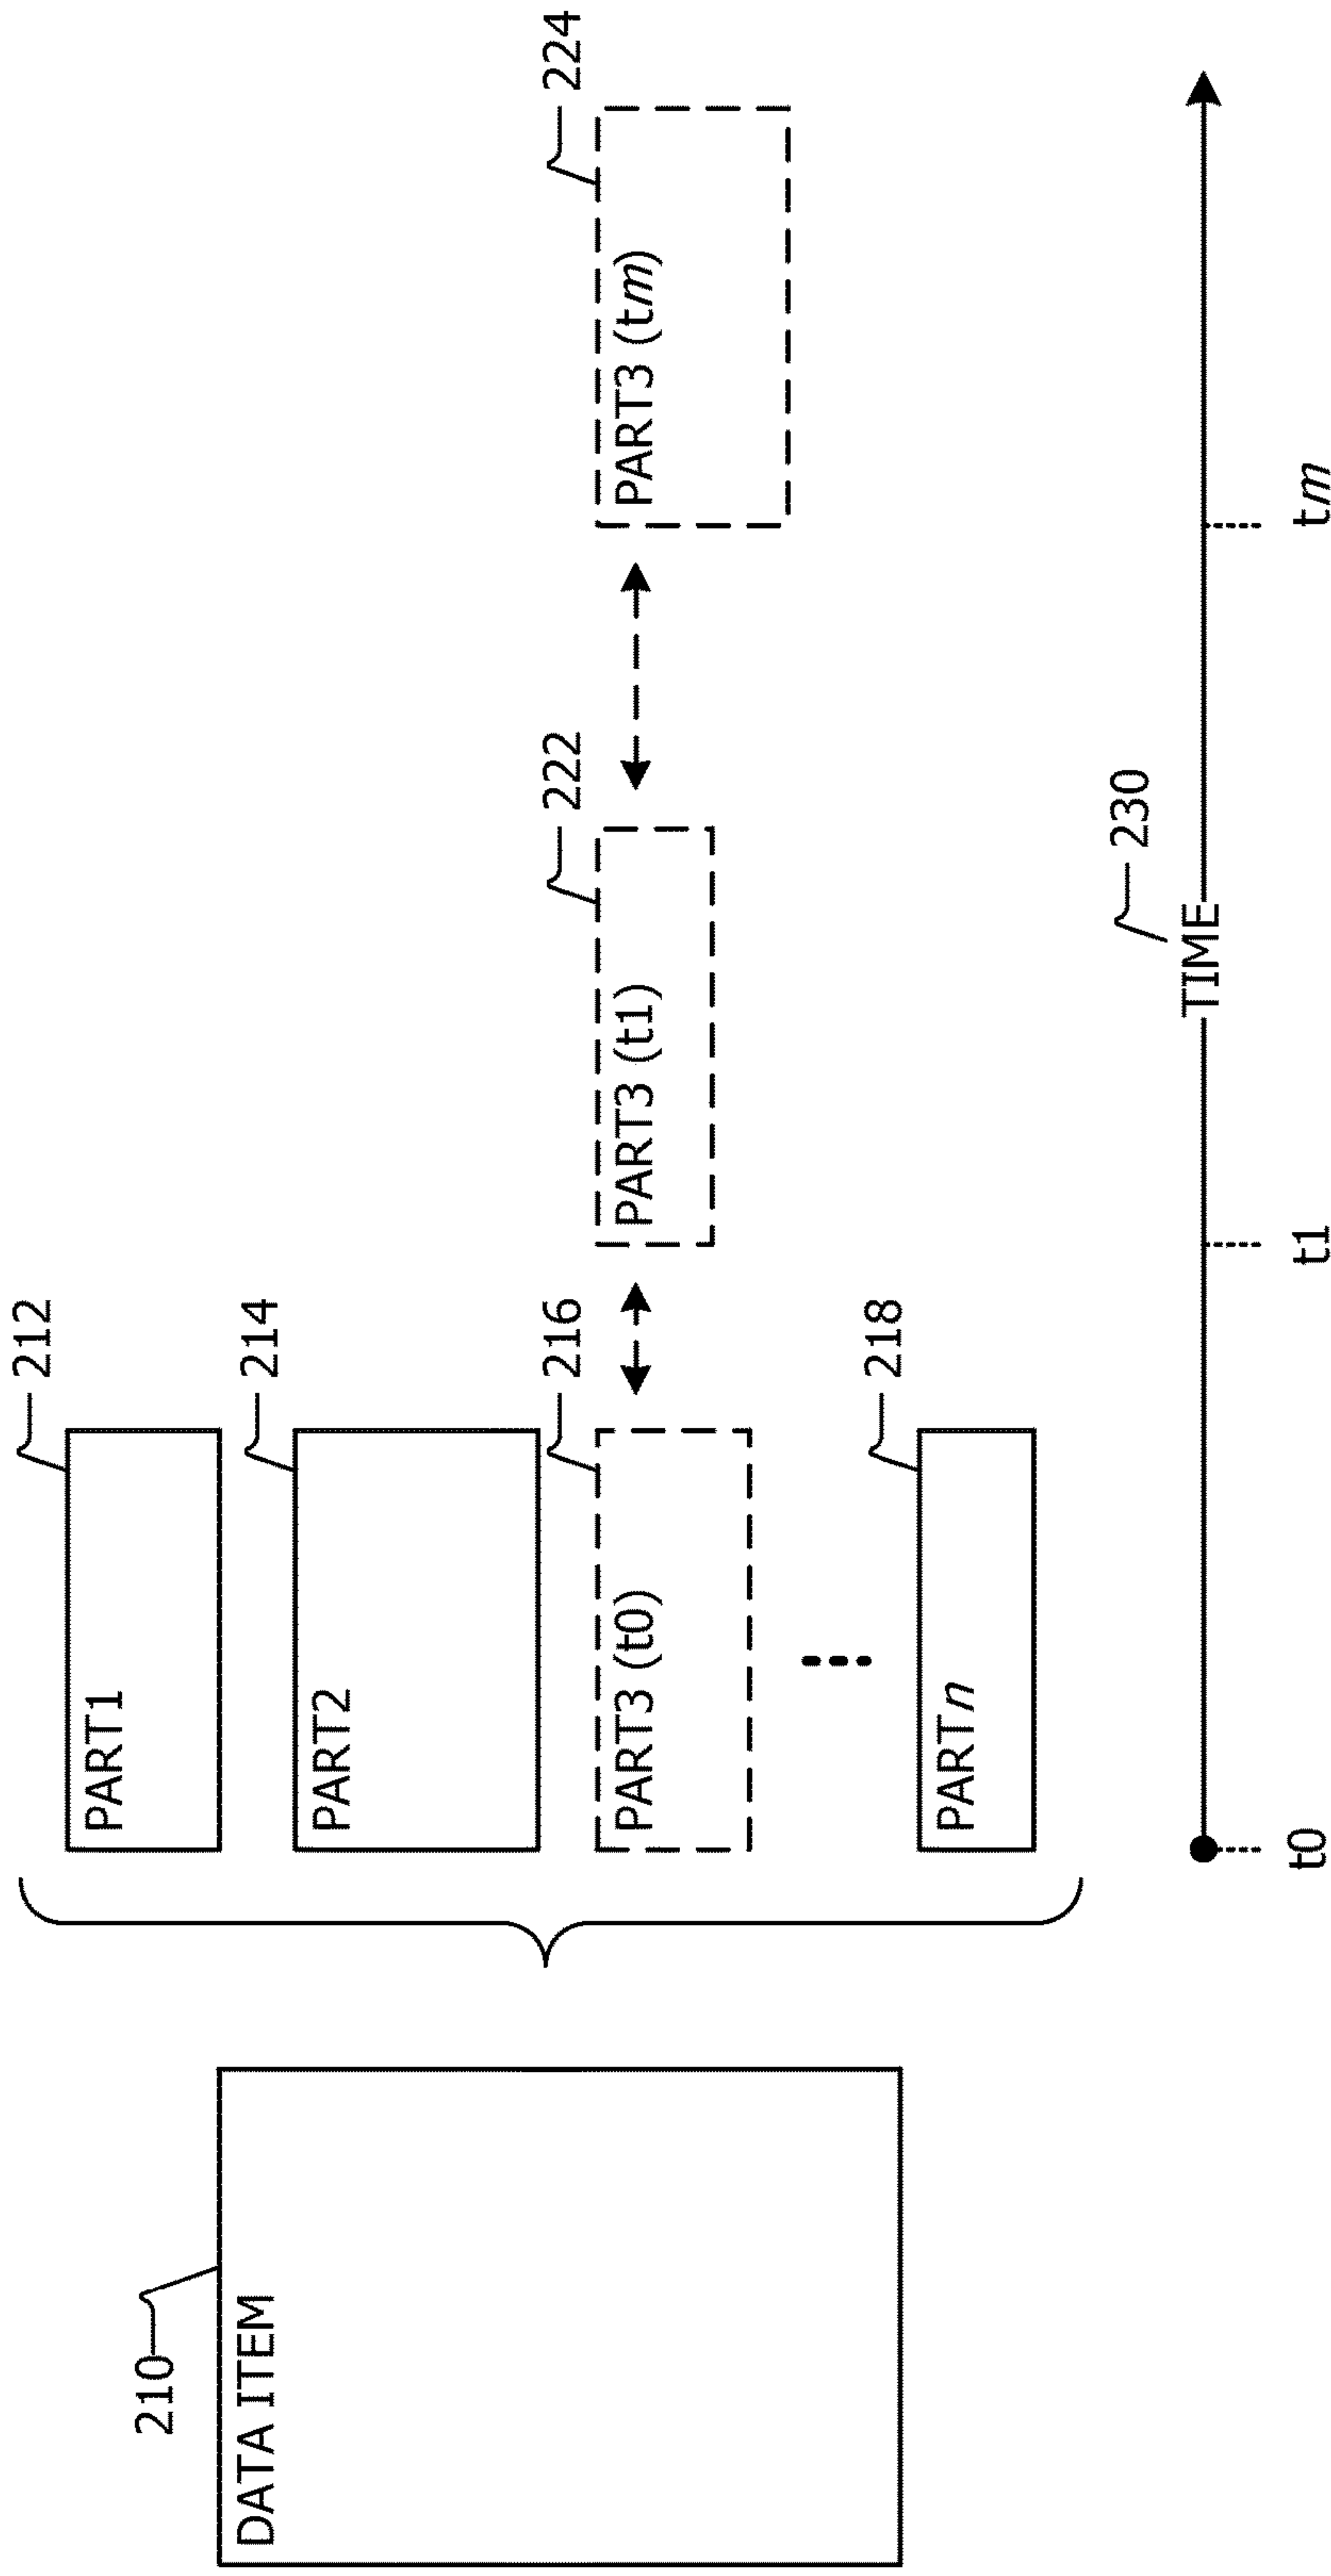 210
DATA ITEM
212
PART1
214
PART2
216
PART3 (t0)
222
PART3 (t1)
224
PART3 (tm)
218
PARTn
230
TIME
t0
t1
tm